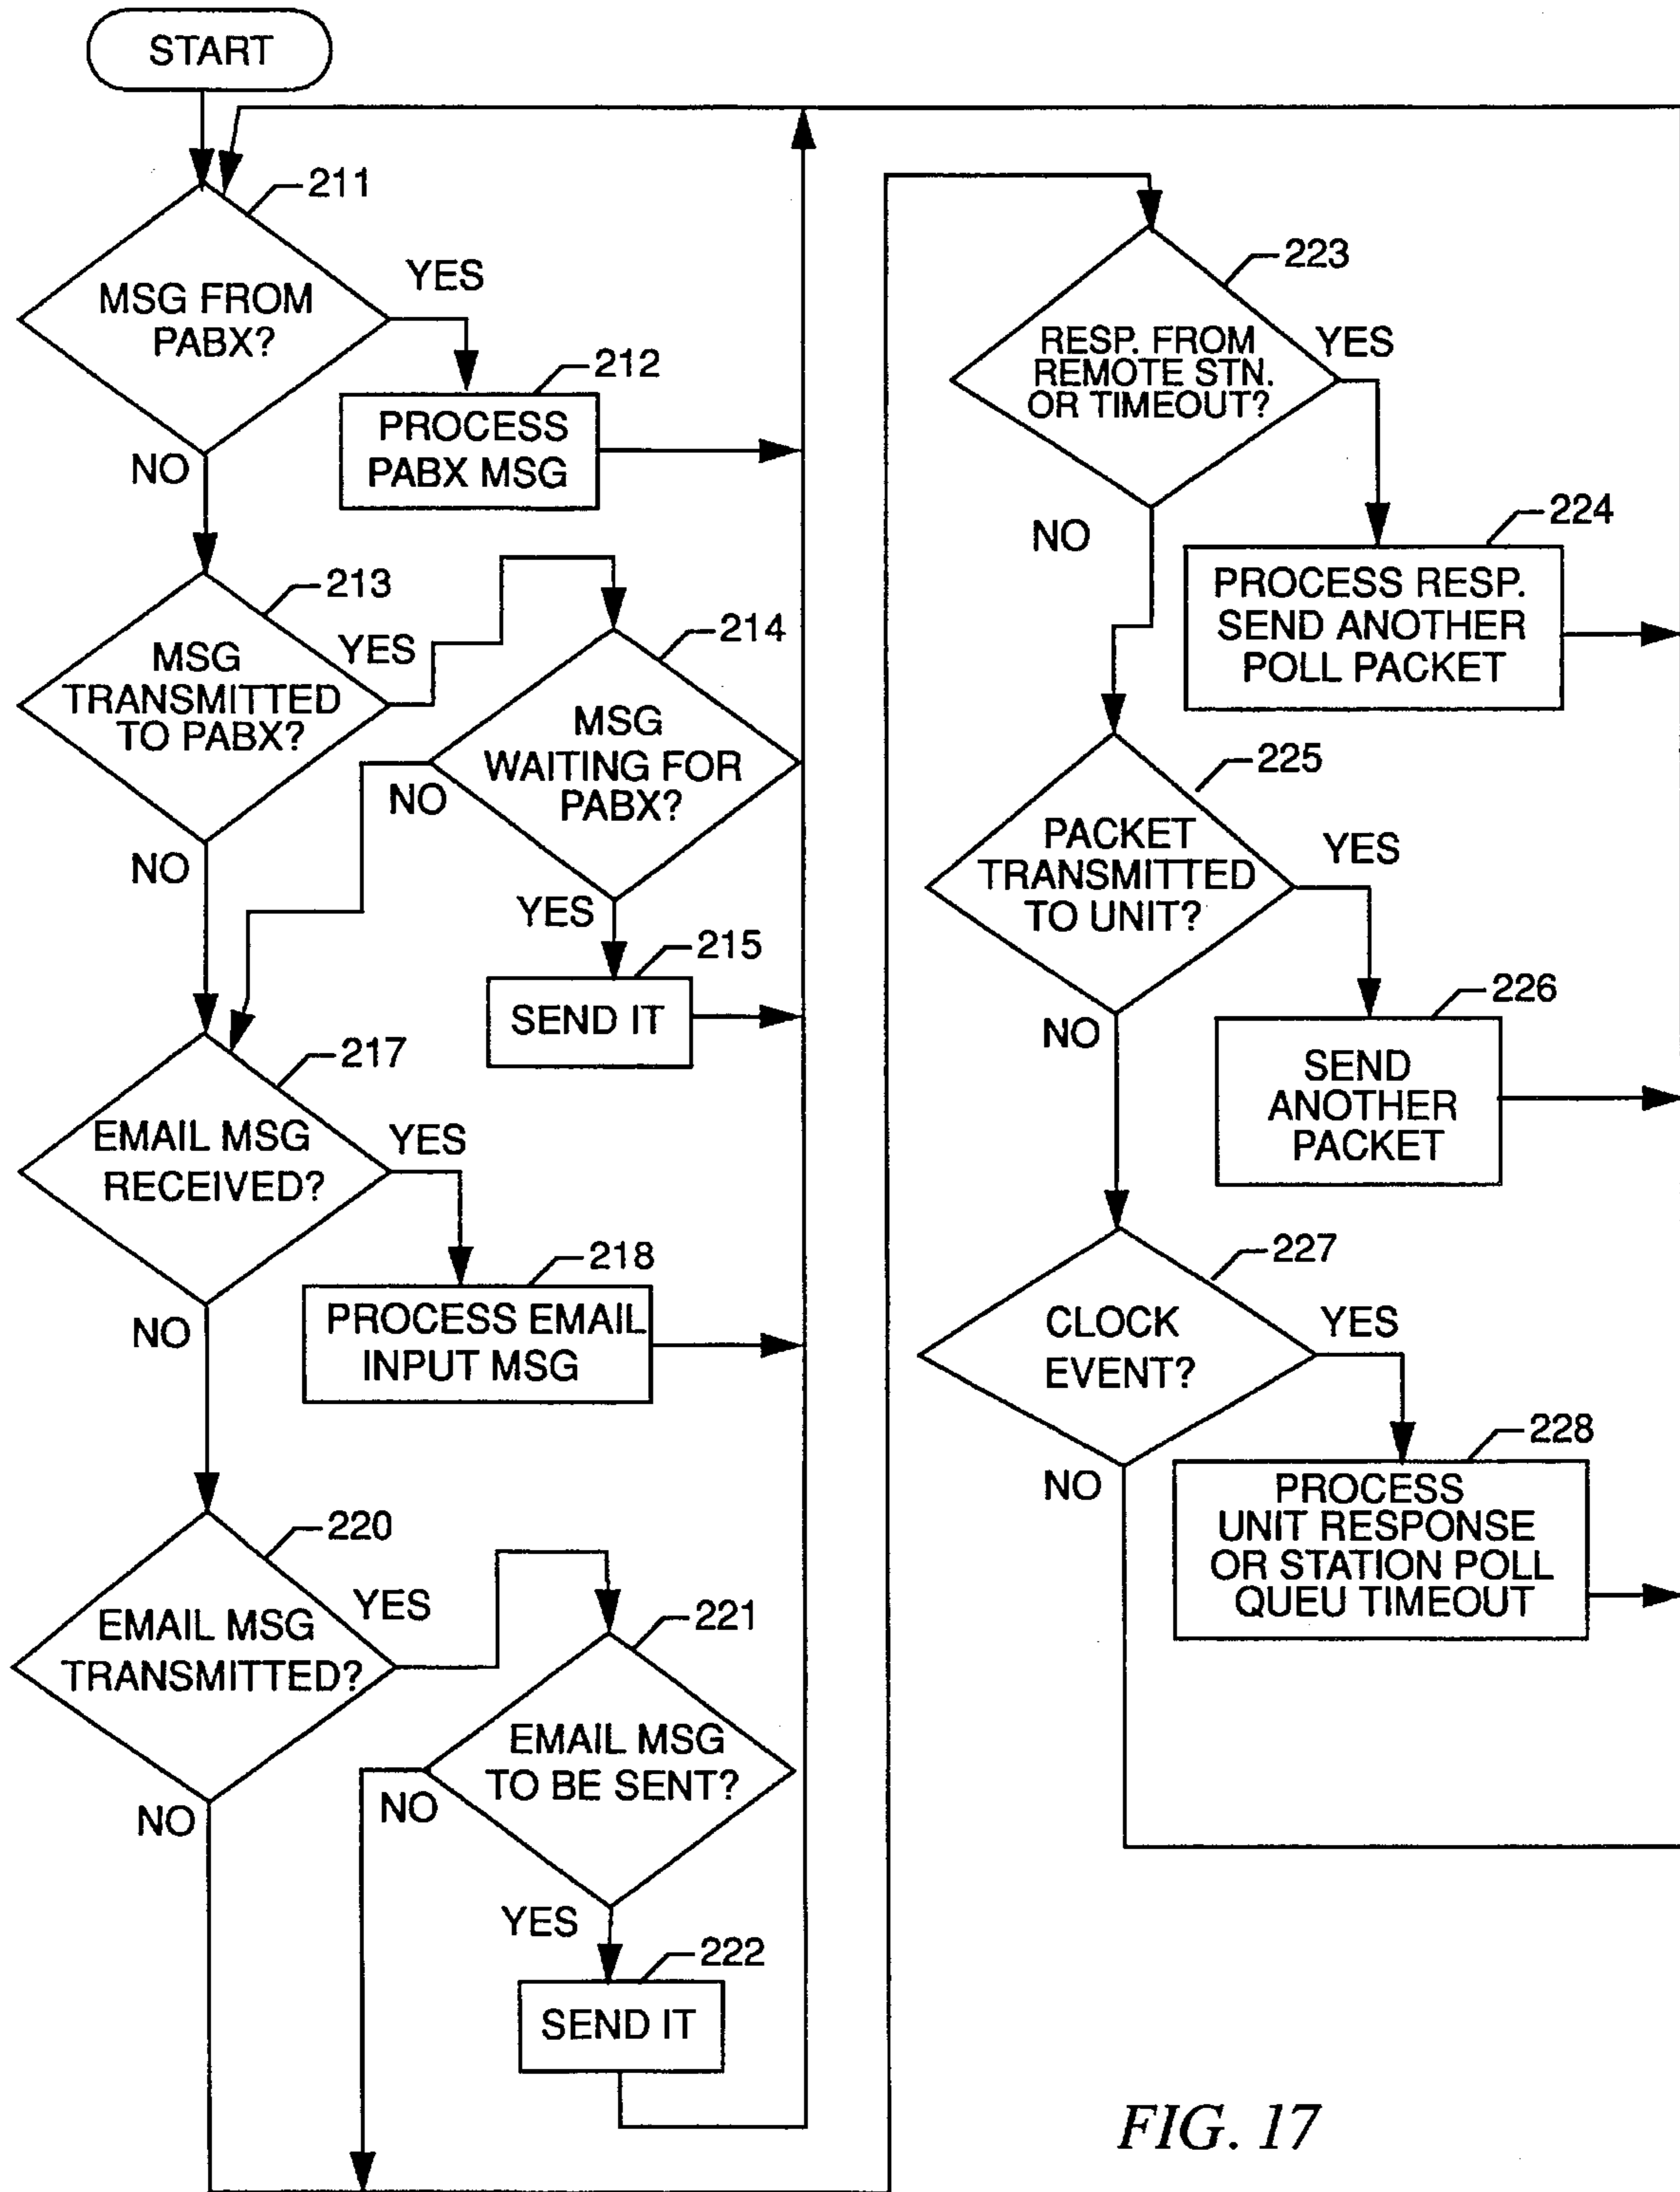 START
211
MSG FROM
PABX?
YES
NO
212
PROCESS
PABX MSG
213
MSG
TRANSMITTED
TO PABX?
YES
NO
214
MSG
WAITING FOR
PABX?
NO
YES
215
SEND IT
217
EMAIL MSG
RECEIVED?
YES
NO
218
PROCESS EMAIL
INPUT MSG
220
EMAIL MSG
TRANSMITTED?
YES
NO
221
EMAIL MSG
TO BE SENT?
NO
YES
222
SEND IT
223
RESP. FROM
REMOTE STN.
OR TIMEOUT?
YES
NO
224
PROCESS RESP.
SEND ANOTHER
POLL PACKET
225
PACKET
TRANSMITTED
TO UNIT?
YES
NO
226
SEND
ANOTHER
PACKET
227
CLOCK
EVENT?
YES
NO
228
PROCESS
UNIT RESPONSE
OR STATION POLL
QUEU TIMEOUT
FIG. 17